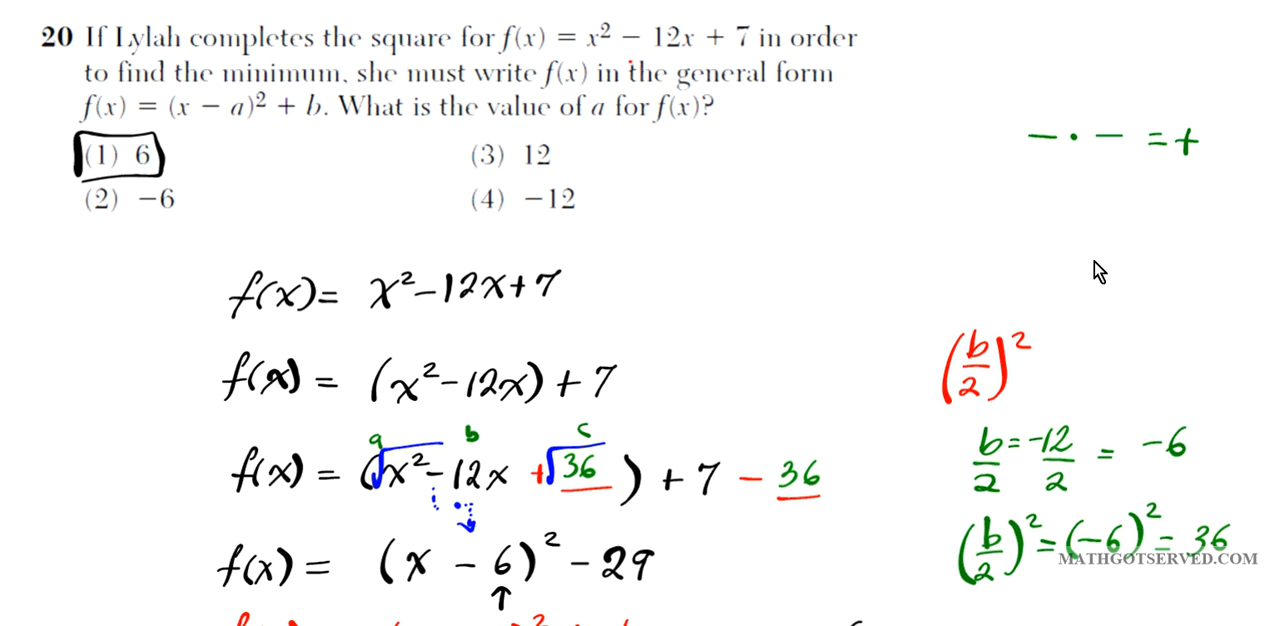 20 If Lylah completes the square for f(x) = x² − 12x + 7 in order
to find the minimum, she must write f(x) in the general form
f(x) = (x − a)² + b. What is the value of a for f(x)?
(1) 6 (3) 12
(2) −6 (4) −12
− · − = +
f(x) = x² − 12x + 7
f(x) = (x² − 12x) + 7
(b/2)²
a b c
f(x) = (√x² − 12x + √36) + 7 − 36
b/2 = −12/2 = −6
f(x) = (x − 6)² − 29
↑
(b/2)² = (−6)² = 36
MATHGOTSERVED.COM